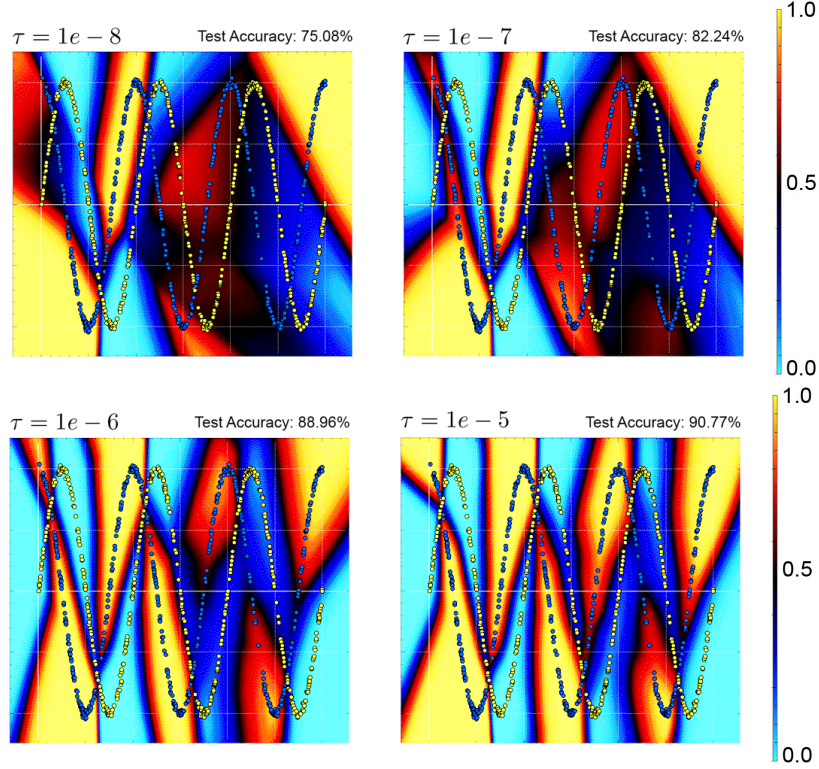 τ = 1e − 8 Test Accuracy: 75.08%
τ = 1e − 7 Test Accuracy: 82.24%
1.0
0.5
0.0
τ = 1e − 6 Test Accuracy: 88.96%
τ = 1e − 5 Test Accuracy: 90.77%
1.0
0.5
0.0